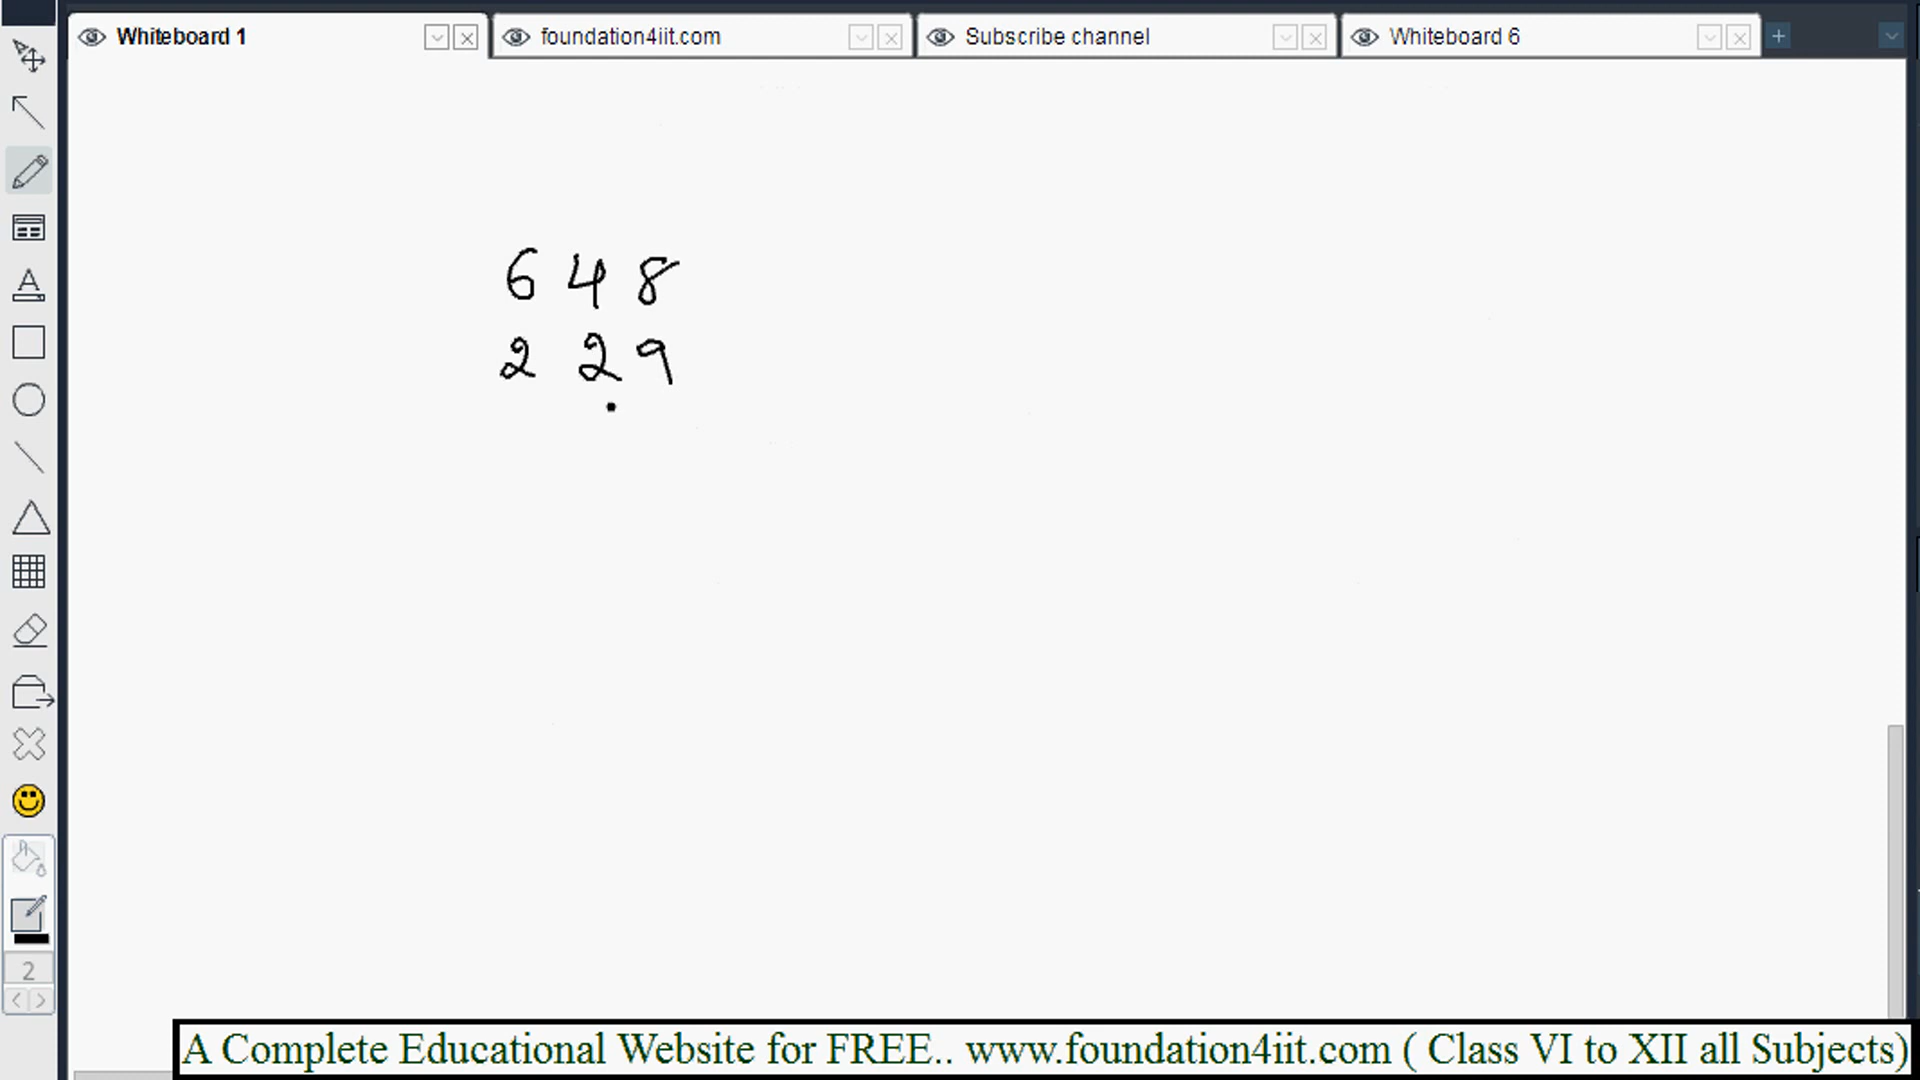 Whiteboard 1
foundation4iit.com
Subscribe channel
Whiteboard 6
6 4 8
2 2 9
A
2
A Complete Educational Website for FREE.. www.foundation4iit.com ( Class VI to XII all Subjects)